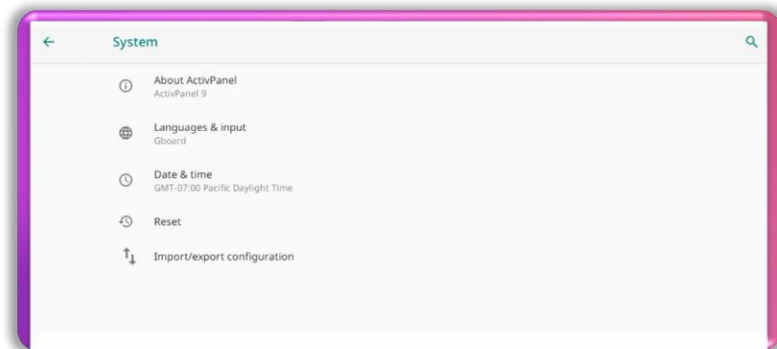 System
About ActivPanel
ActivPanel 9
Languages & input
Gboard
Date & time
GMT-07:00 Pacific Daylight Time
Reset
Import/export configuration